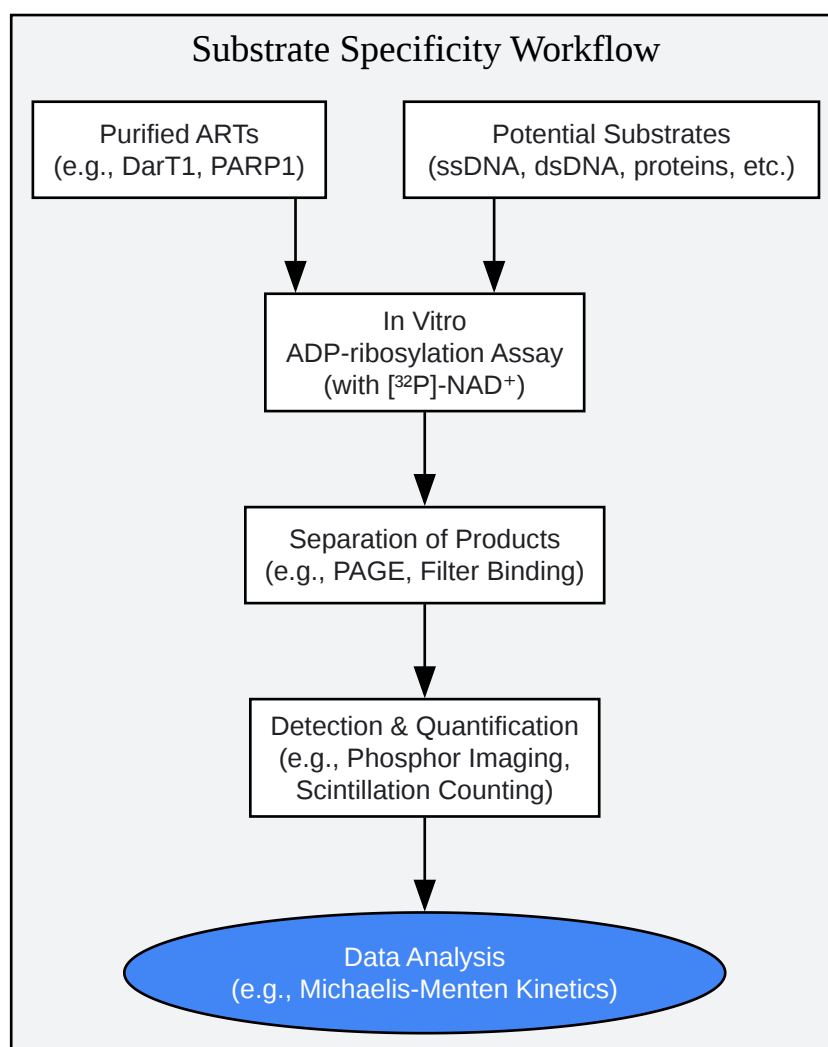 Substrate Specificity Workflow
Purified ARTs
(e.g., DarT1, PARP1)
Potential Substrates
(ssDNA, dsDNA, proteins, etc.)
In Vitro
ADP-ribosylation Assay
(with [³²P]-NAD⁺)
Separation of Products
(e.g., PAGE, Filter Binding)
Detection & Quantification
(e.g., Phosphor Imaging,
Scintillation Counting)
Data Analysis
(e.g., Michaelis-Menten Kinetics)